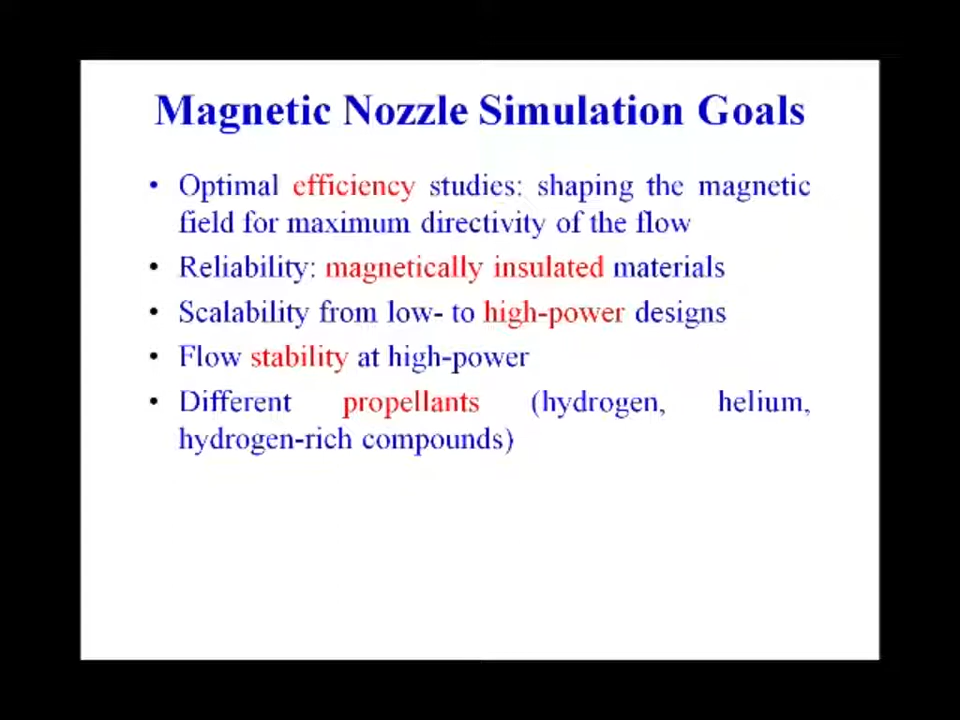 Magnetic Nozzle Simulation Goals
• Optimal efficiency studies: shaping the magnetic
field for maximum directivity of the flow
• Reliability: magnetically insulated materials
• Scalability from low- to high-power designs
• Flow stability at high-power
• Different propellants (hydrogen, helium,
hydrogen-rich compounds)